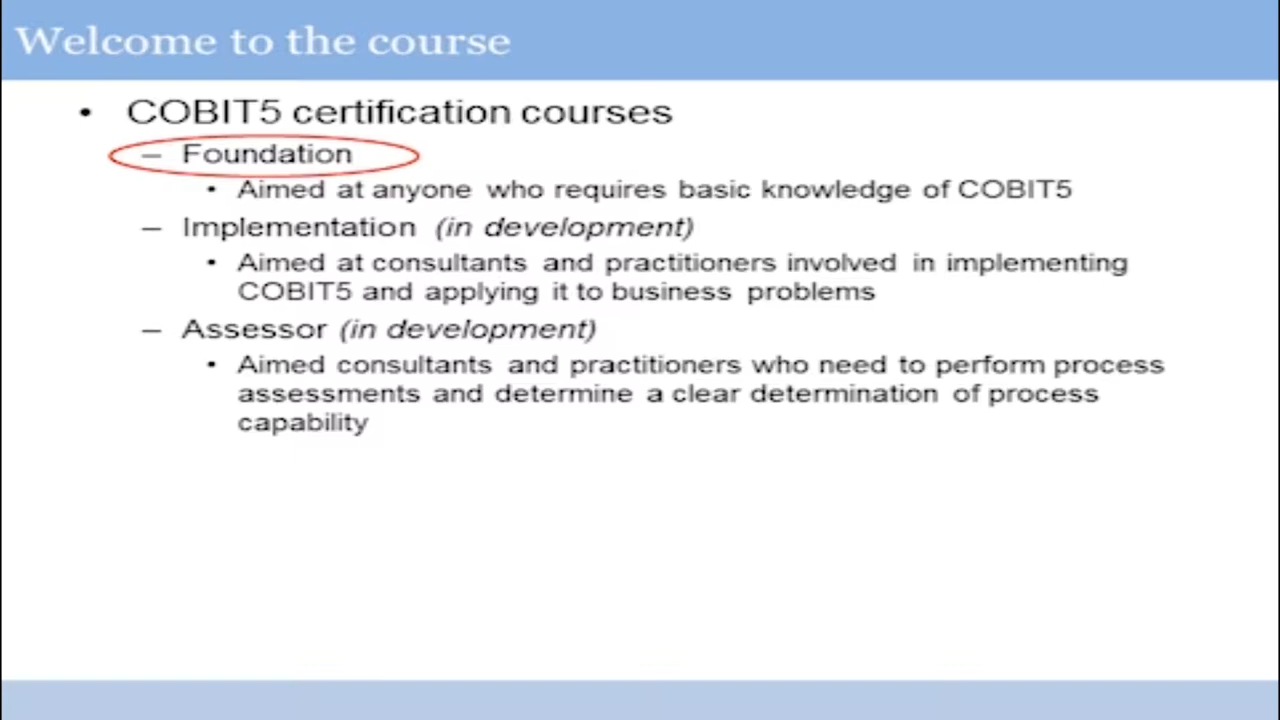 Welcome to the course
• COBIT5 certification courses
– Foundation
• Aimed at anyone who requires basic knowledge of COBIT5
– Implementation (in development)
• Aimed at consultants and practitioners involved in implementing
COBIT5 and applying it to business problems
– Assessor (in development)
• Aimed consultants and practitioners who need to perform process
assessments and determine a clear determination of process
capability